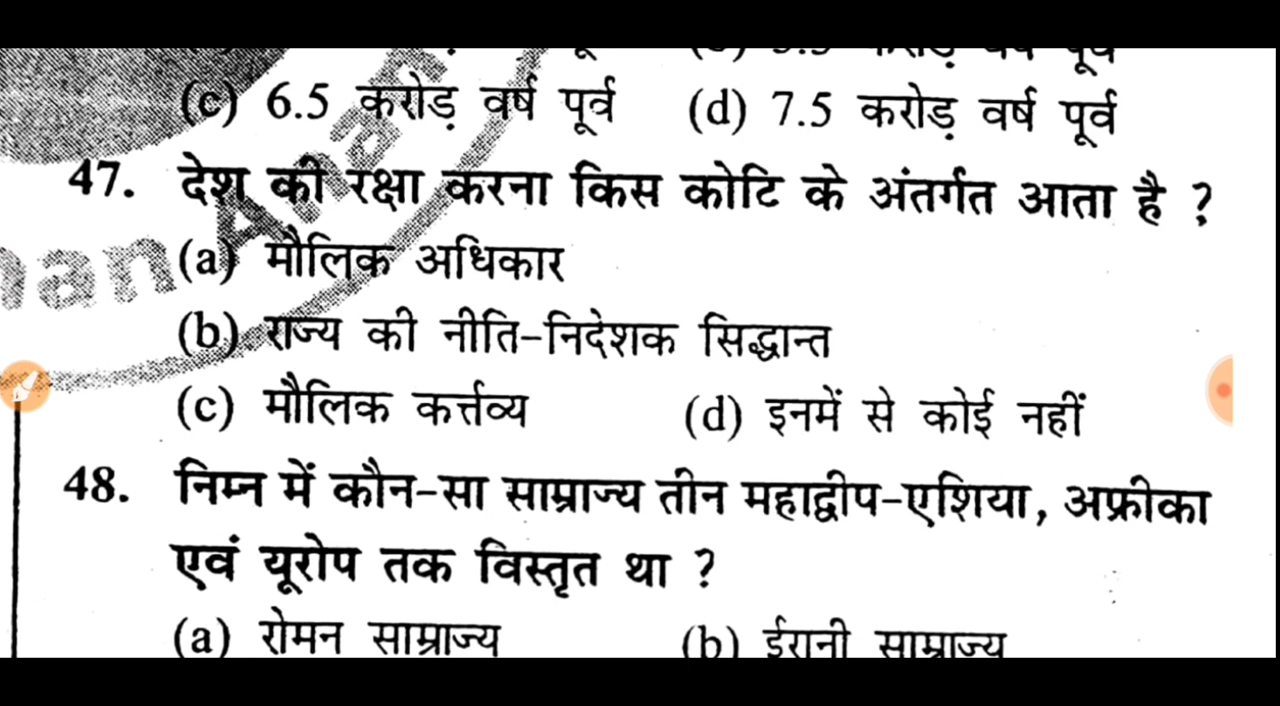 (c) 6.5 करोड़ वर्ष पूर्व (d) 7.5 करोड़ वर्ष पूर्व
47. देश की रक्षा करना किस कोटि के अंतर्गत आता है ?
(a) मौलिक अधिकार
(b) राज्य की नीति-निदेशक सिद्धान्त
(c) मौलिक कर्त्तव्य (d) इनमें से कोई नहीं
48. निम्न में कौन-सा साम्राज्य तीन महाद्वीप-एशिया, अफ्रीका
एवं यूरोप तक विस्तृत था ?
(a) रोमन साम्राज्य (b) ईरानी साम्राज्य